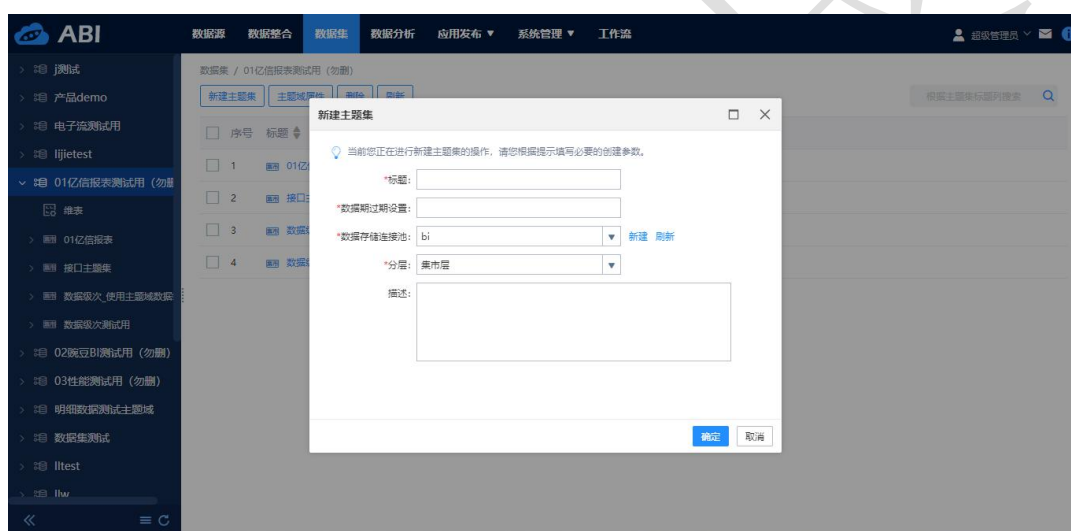 ABI
数据源 数据整合 数据集 数据分析 应用发布 ▼ 系统管理 ▼ 工作流
超级管理员
j测试
产品demo
电子流测试用
lijietest
01亿信报表测试用（勿删
维表
01亿信报表
接口主题集
数据级次_使用主题域数据
数据级次测试用
02豌豆BI测试用（勿删）
03性能测试用（勿删）
明细数据测试主题域
数据集测试
lltest
llw
数据集 / 01亿信报表测试用（勿删）
新建主题集 主题域属性 删除 刷新
根据主题集标题列搜索
序号 标题
1 01亿
2 接口
3 数据
4 数据
新建主题集
当前您正在进行新建主题集的操作，请您根据提示填写必要的创建参数。
*标题：
*数据期过期设置：
*数据存储连接池： bi 新建 刷新
*分层： 集市层
描述：
确定 取消